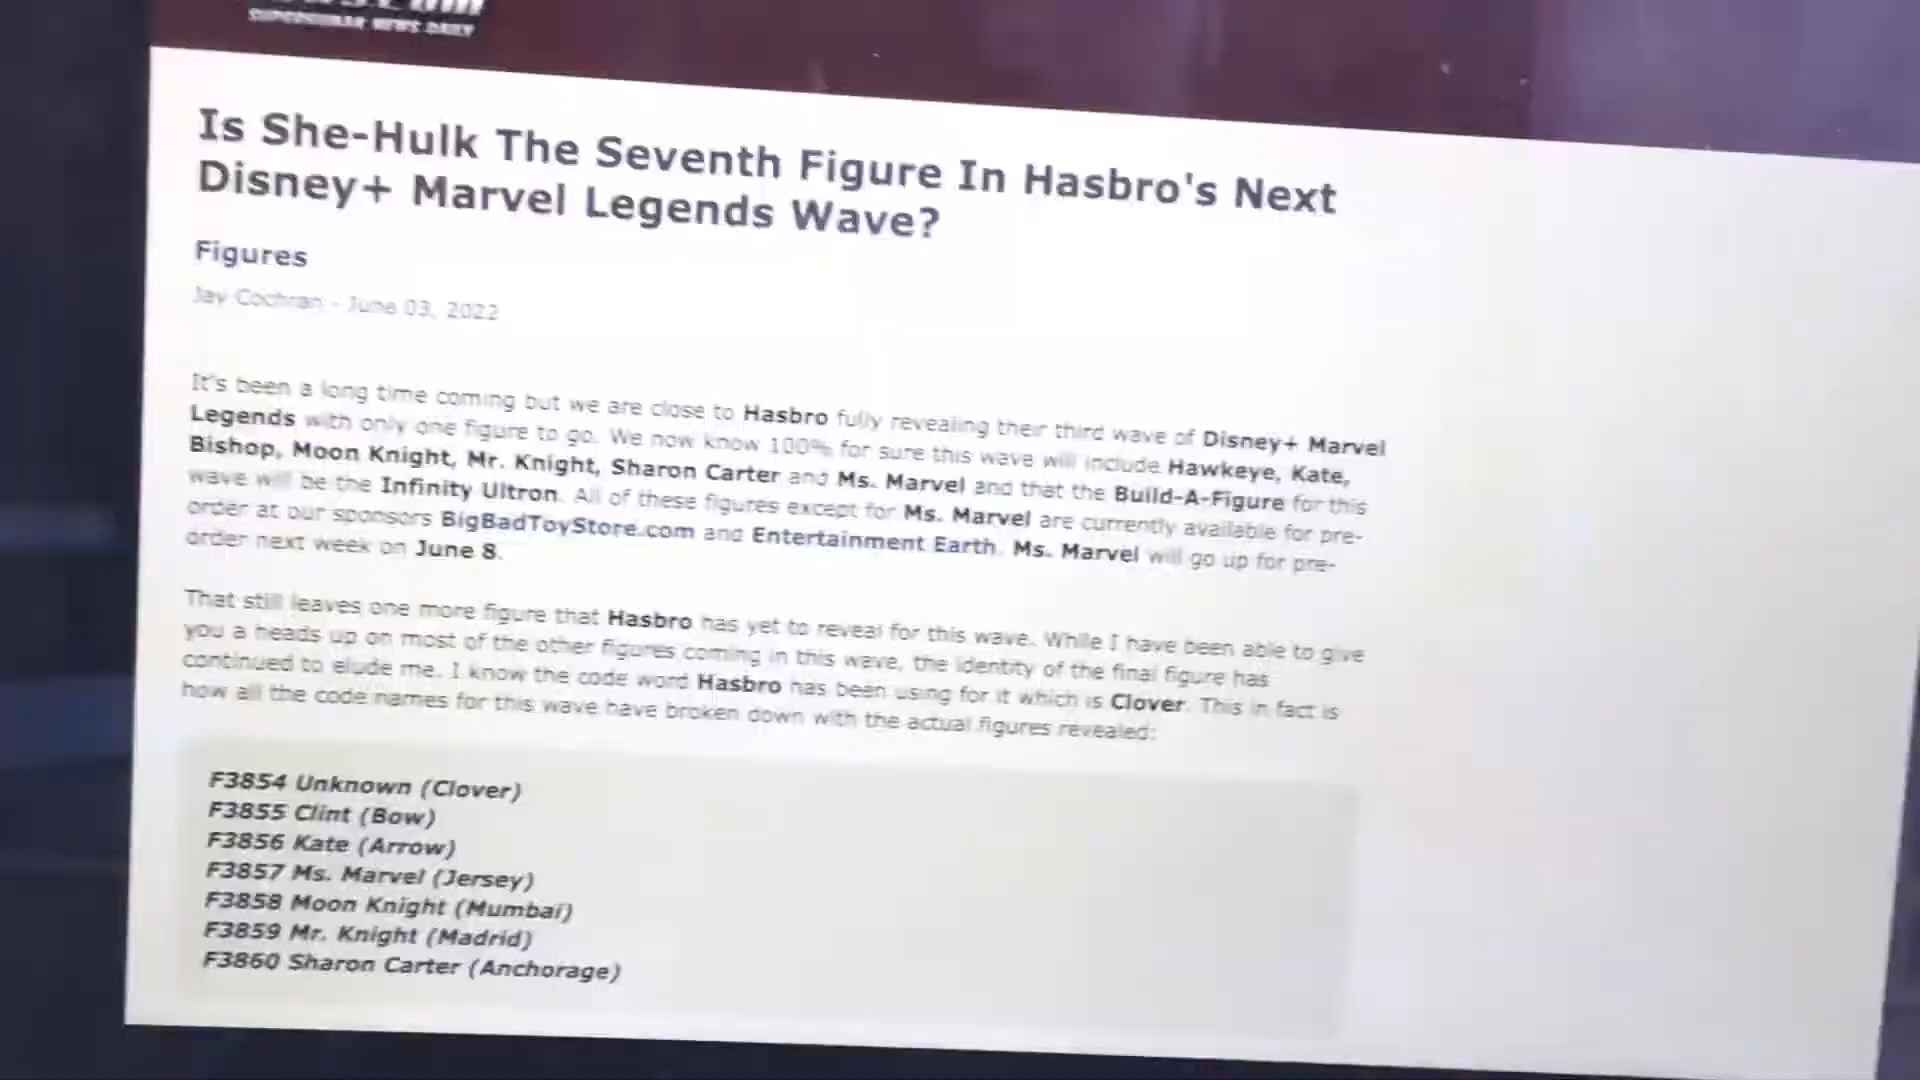 SUPERSONAR NEWS DAILY
Is She-Hulk The Seventh Figure In Hasbro's Next
Disney+ Marvel Legends Wave?
Figures
Jay Cochran - June 03, 2022
It's been a long time coming but we are close to Hasbro fully revealing their third wave of Disney+ Marvel
Legends with only one figure to go. We now know 100% for sure this wave will include Hawkeye, Kate,
Bishop, Moon Knight, Mr. Knight, Sharon Carter and Ms. Marvel and that the Build-A-Figure for this
wave will be the Infinity Ultron. All of these figures except for Ms. Marvel are currently available for pre-
order at our sponsors BigBadToyStore.com and Entertainment Earth. Ms. Marvel will go up for pre-
order next week on June 8.
That still leaves one more figure that Hasbro has yet to reveal for this wave. While I have been able to give
you a heads up on most of the other figures coming in this wave, the identity of the final figure has
continued to elude me. I know the code word Hasbro has been using for it which is Clover. This in fact is
how all the code names for this wave have broken down with the actual figures revealed:
F3854 Unknown (Clover)
F3855 Clint (Bow)
F3856 Kate (Arrow)
F3857 Ms. Marvel (Jersey)
F3858 Moon Knight (Mumbai)
F3859 Mr. Knight (Madrid)
F3860 Sharon Carter (Anchorage)